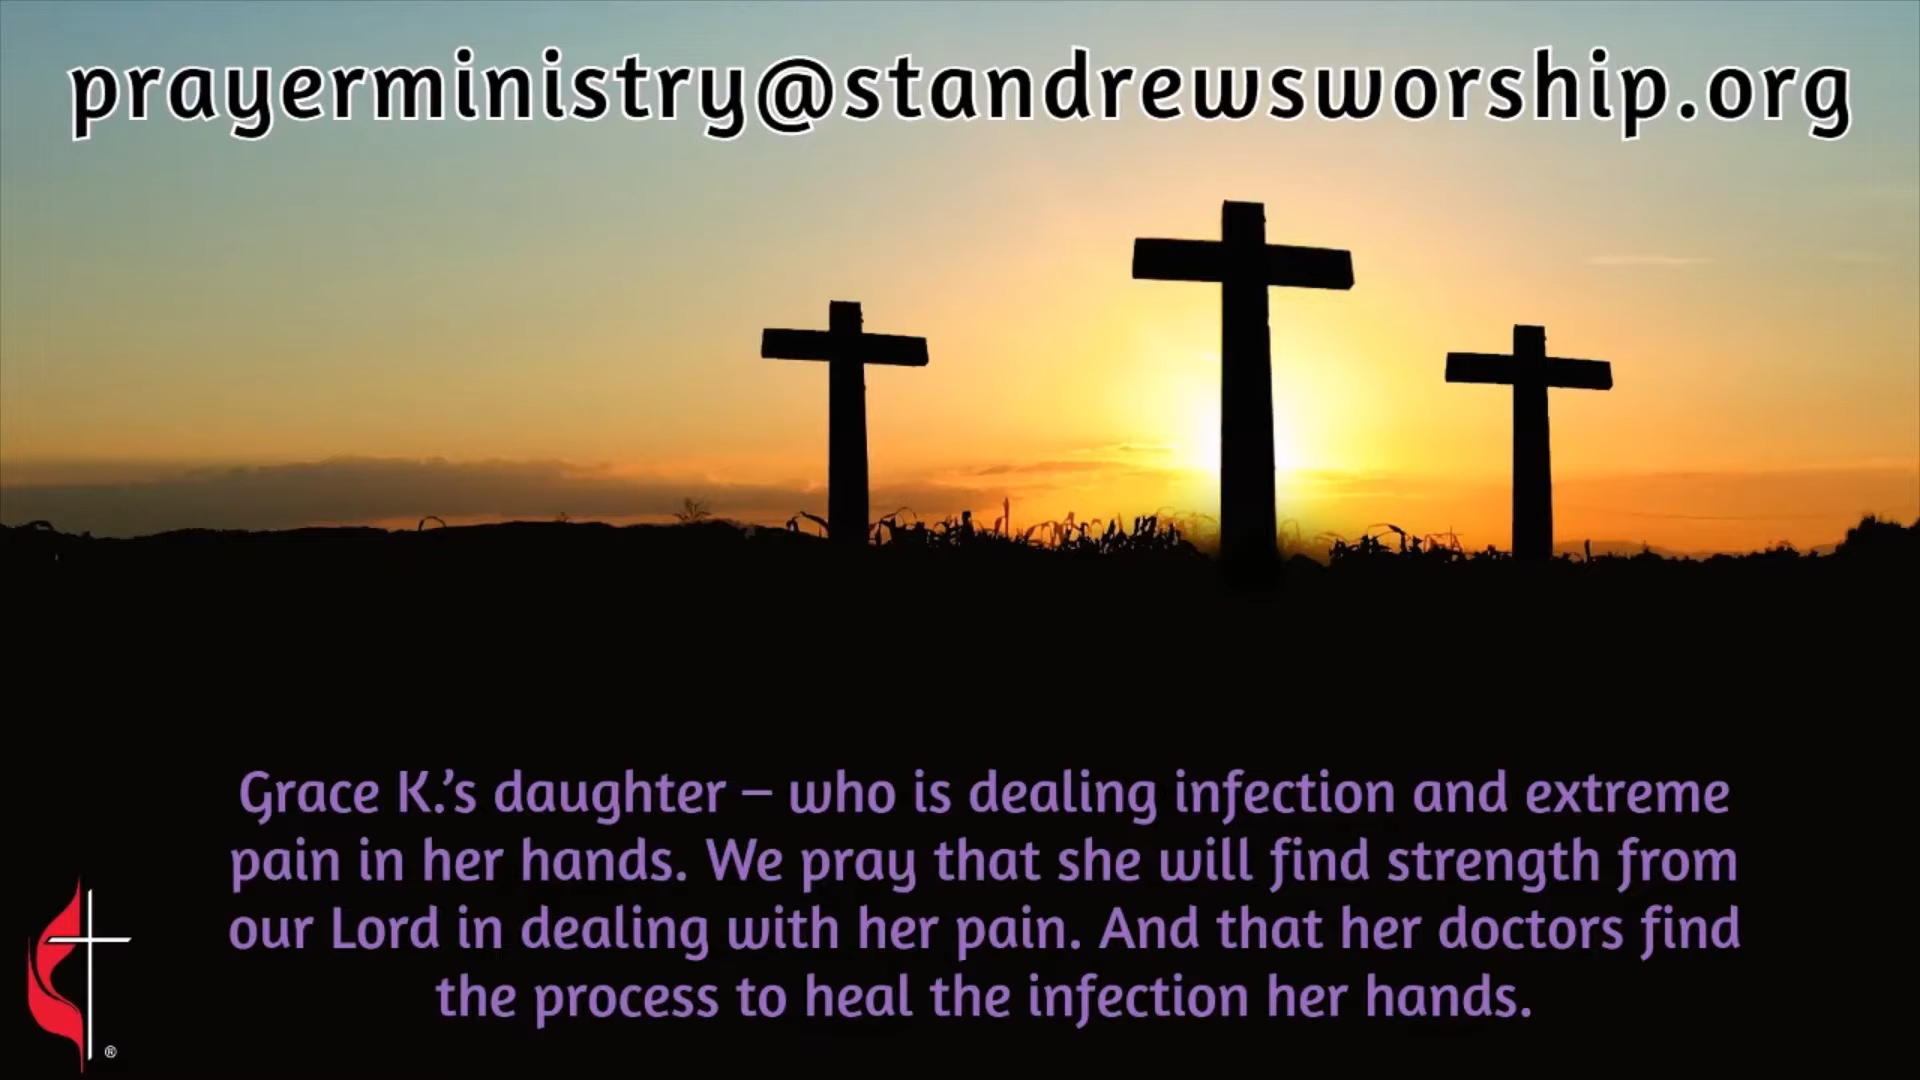 prayerministry@standrewsworship.org
Grace K.’s daughter – who is dealing infection and extreme
pain in her hands. We pray that she will find strength from
our Lord in dealing with her pain. And that her doctors find
the process to heal the infection her hands.
®